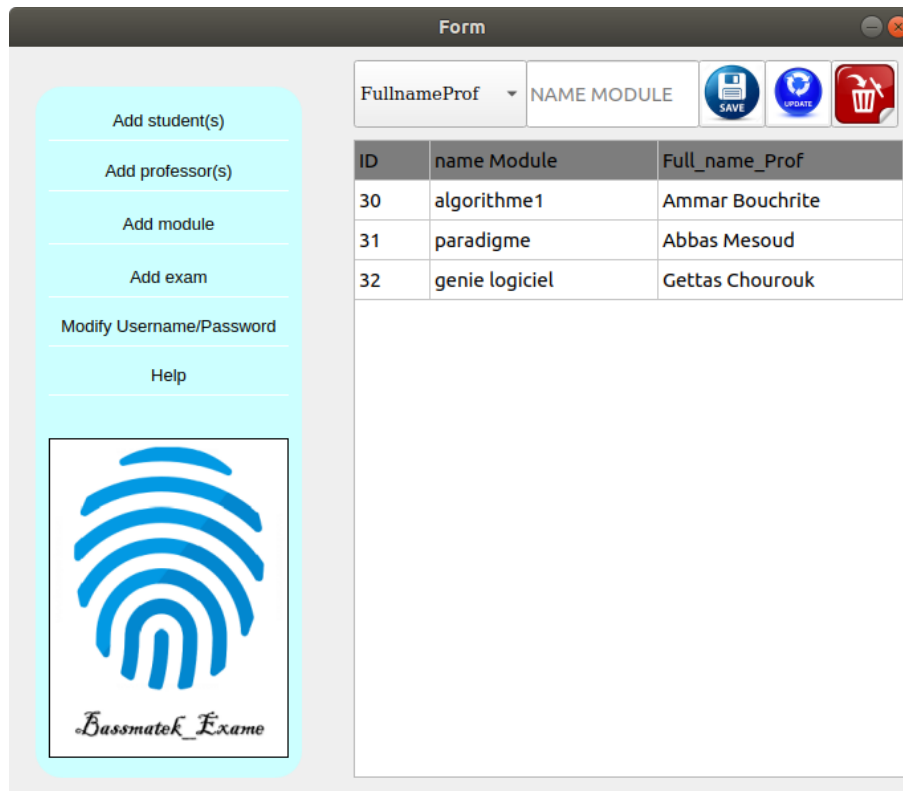 Form
Add student(s)
Add professor(s)
Add module
Add exam
Modify Username/Password
Help
Bassmatek_Exame
FullnameProf NAME MODULE SAVE UPDATE
ID name Module Full_name_Prof
30 algorithme1 Ammar Bouchrite
31 paradigme Abbas Mesoud
32 genie logiciel Gettas Chourouk